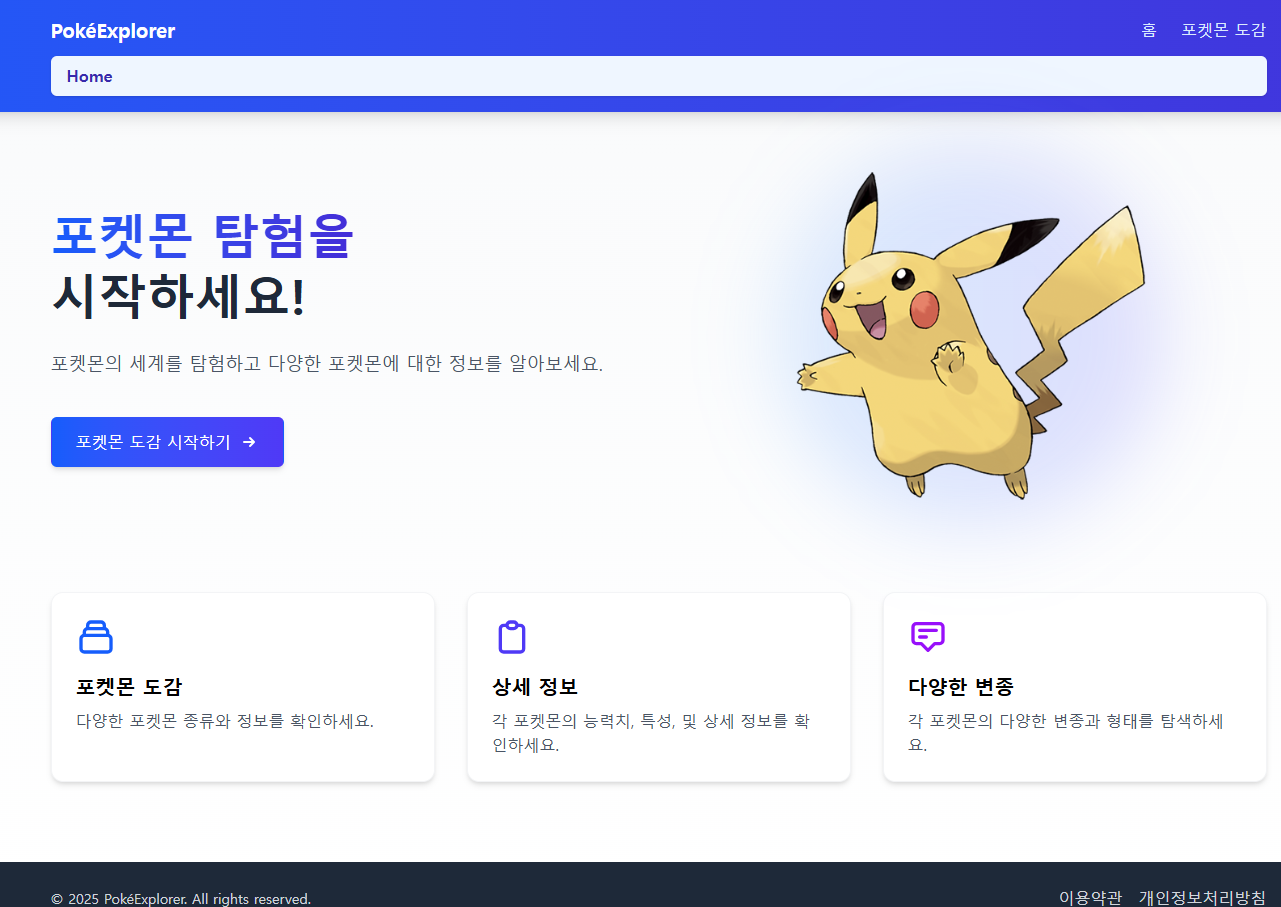 PokéExplorer
홈 포켓몬 도감
Home
포켓몬 탐험을
시작하세요!
포켓몬의 세계를 탐험하고 다양한 포켓몬에 대한 정보를 알아보세요.
포켓몬 도감 시작하기 →
포켓몬 도감
다양한 포켓몬 종류와 정보를 확인하세요.
상세 정보
각 포켓몬의 능력치, 특성, 및 상세 정보를 확
인하세요.
다양한 변종
각 포켓몬의 다양한 변종과 형태를 탐색하세
요.
© 2025 PokéExplorer. All rights reserved.
이용약관 개인정보처리방침